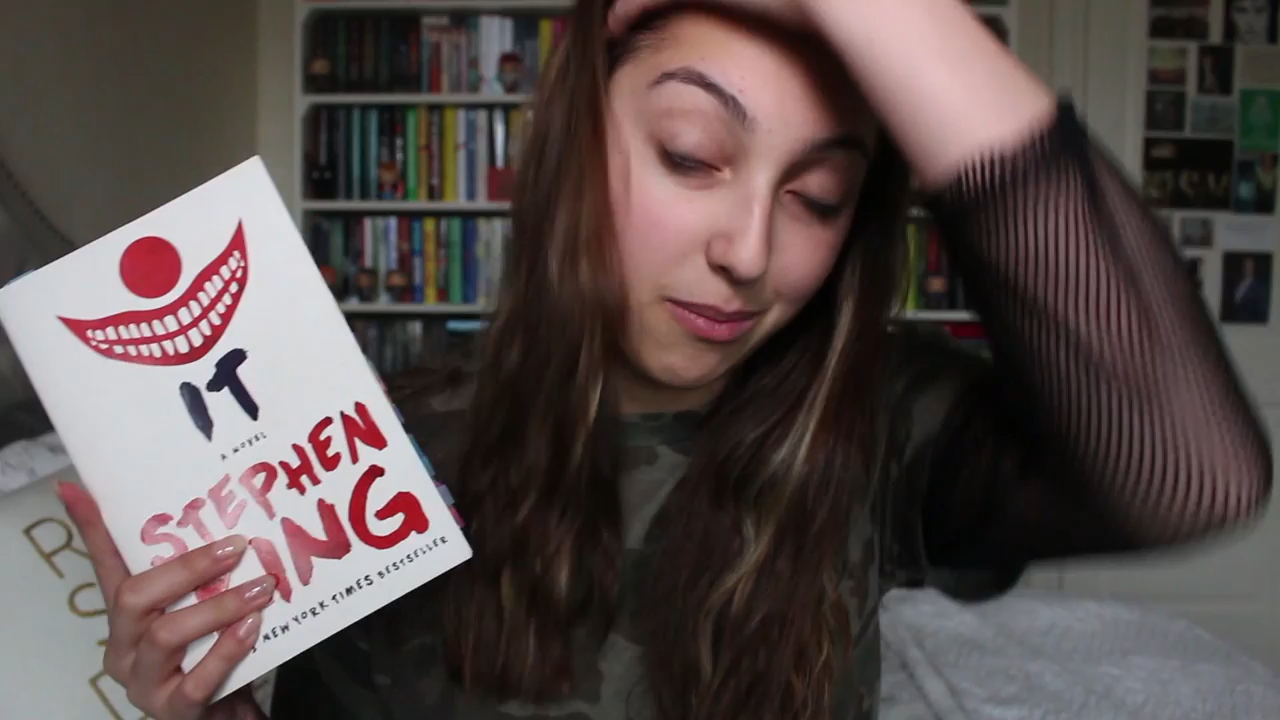 IT
A NOVEL
STEPHEN
KING
NEW YORK TIMES BESTSELLER
R
S